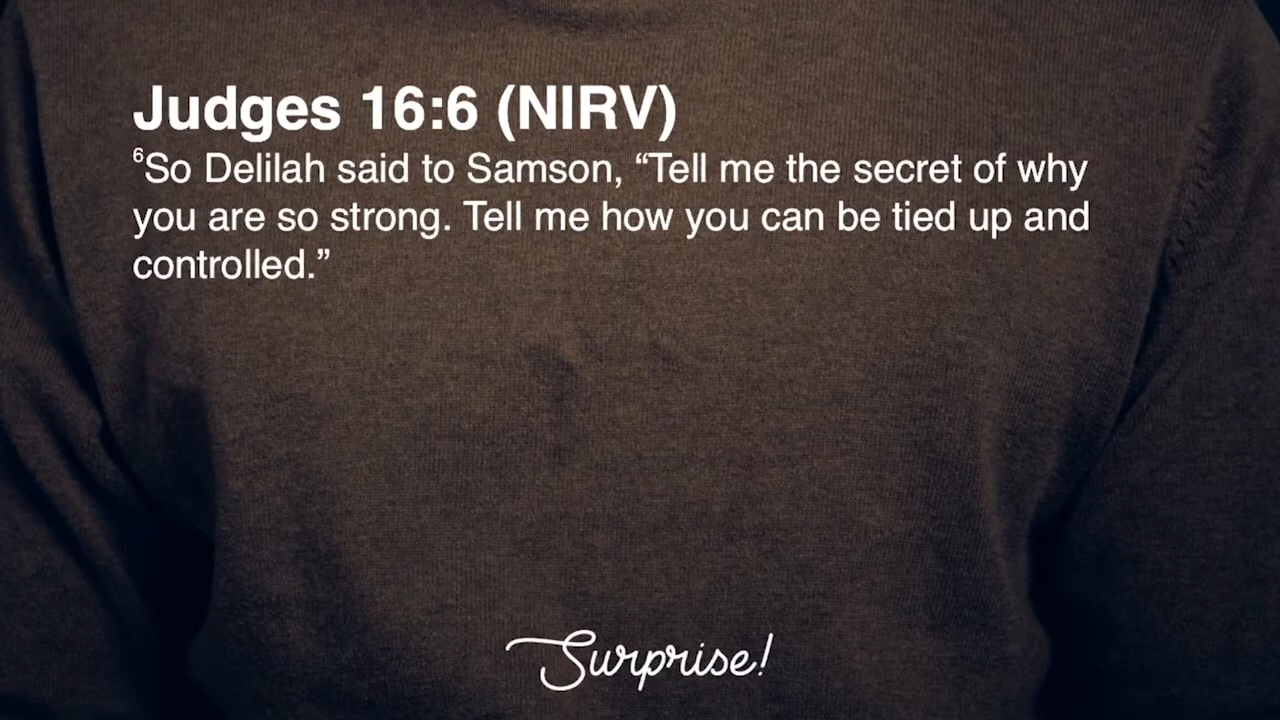 Judges 16:6 (NIRV)
⁶So Delilah said to Samson, “Tell me the secret of why
you are so strong. Tell me how you can be tied up and
controlled.”
Surprise!